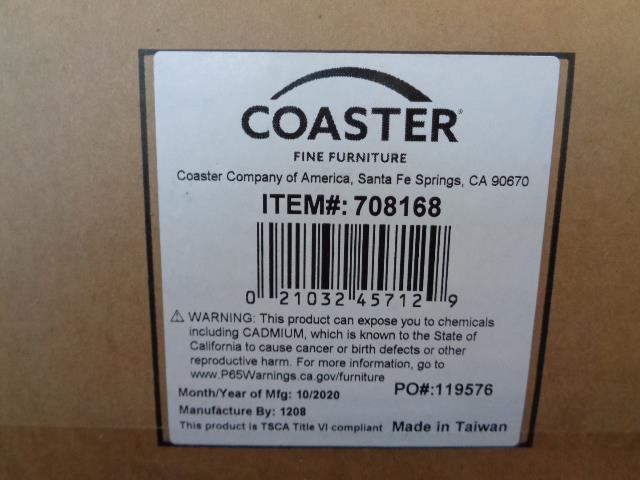 COASTER®
FINE FURNITURE
Coaster Company of America, Santa Fe Springs, CA 90670
ITEM#: 708168
0 21032 45712 9
⚠ WARNING: This product can expose you to chemicals
including CADMIUM, which is known to the State of
California to cause cancer or birth defects or other
reproductive harm. For more information, go to
www.P65Warnings.ca.gov/furniture
Month/Year of Mfg: 10/2020 PO#:119576
Manufacture By: 1208
This product is TSCA Title VI compliant Made in Taiwan